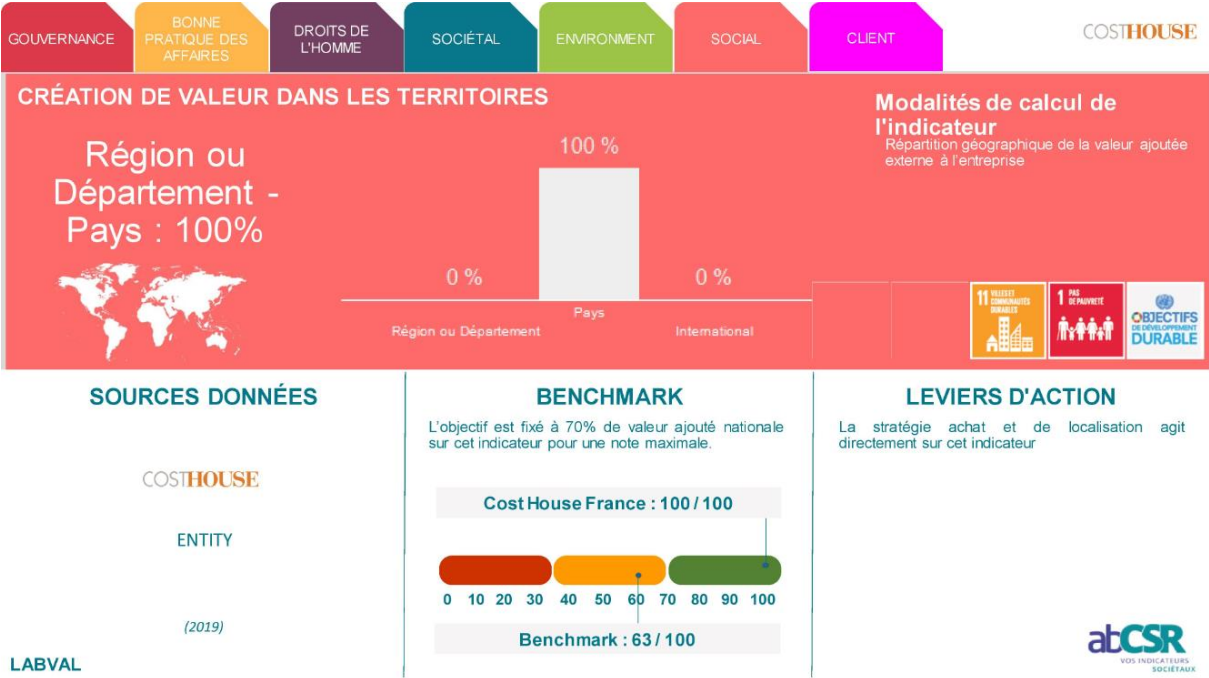 GOUVERNANCE
BONNE
PRATIQUE DES
AFFAIRES
DROITS DE
L'HOMME
SOCIÉTAL
ENVIRONMENT
SOCIAL
CLIENT
COSTHOUSE
CRÉATION DE VALEUR DANS LES TERRITOIRES
Région ou
Département -
Pays : 100%
100 %
0 %
0 %
Pays
Région ou Département
International
Modalités de calcul de
l'indicateur
Répartition géographique de la valeur ajoutée
externe à l'entreprise
11 VILLES ET
COMMUNAUTÉS
DURABLES
1 PAS
DE PAUVRETÉ
OBJECTIFS
DE DÉVELOPPEMENT
DURABLE
SOURCES DONNÉES
COSTHOUSE
ENTITY
(2019)
LABVAL
BENCHMARK
L'objectif est fixé à 70% de valeur ajouté nationale
sur cet indicateur pour une note maximale.
Cost House France : 100 / 100
0 10 20 30 40 50 60 70 80 90 100
Benchmark : 63 / 100
LEVIERS D'ACTION
La stratégie achat et de localisation agit
directement sur cet indicateur
abCSR
VOS INDICATEURS
SOCIÉTAUX